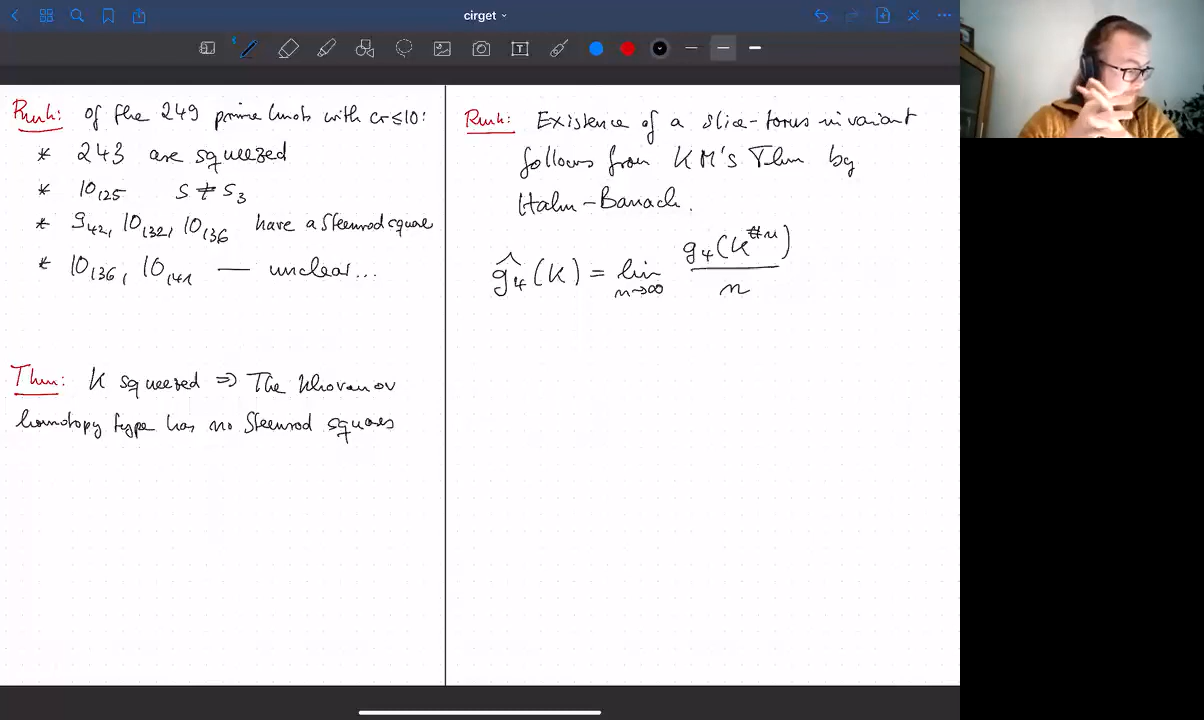 cirget
Rmk: of the 249 prime knots with cr ≤ 10:
* 243 are squeezed
* 10₁₂₅ s ≠ s₃
* 9₄₂, 10₁₃₂, 10₁₃₆ have a Steenrod square
* 10₁₃₆, 10₁₄₁ — unclear...
Thm: K squeezed ⇒ The Khovanov
homotopy type has no Steenrod squares
Rmk: Existence of a slice-torus invariant
follows from KM's Thm by
Hahn-Banach.
ĝ₄(K) = lim n→∞ g₄(K^#n) / n